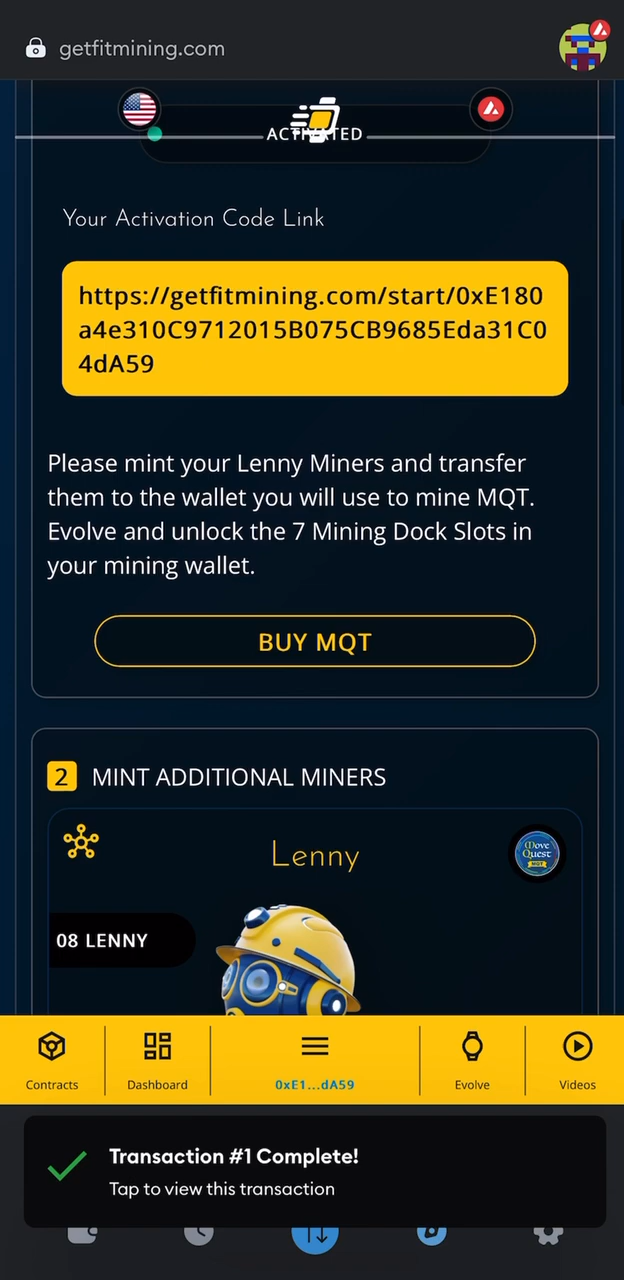 getfitmining.com
ACTIVATED
Your Activation Code Link
https://getfitmining.com/start/0xE180
a4e310C9712015B075CB9685Eda31C0
4dA59
Please mint your Lenny Miners and transfer
them to the wallet you will use to mine MQT.
Evolve and unlock the 7 Mining Dock Slots in
your mining wallet.
BUY MQT
2 MINT ADDITIONAL MINERS
Lenny
Move
Quest
MQT
08 LENNY
Contracts Dashboard 0xE1...dA59 Evolve Videos
Transaction #1 Complete!
Tap to view this transaction